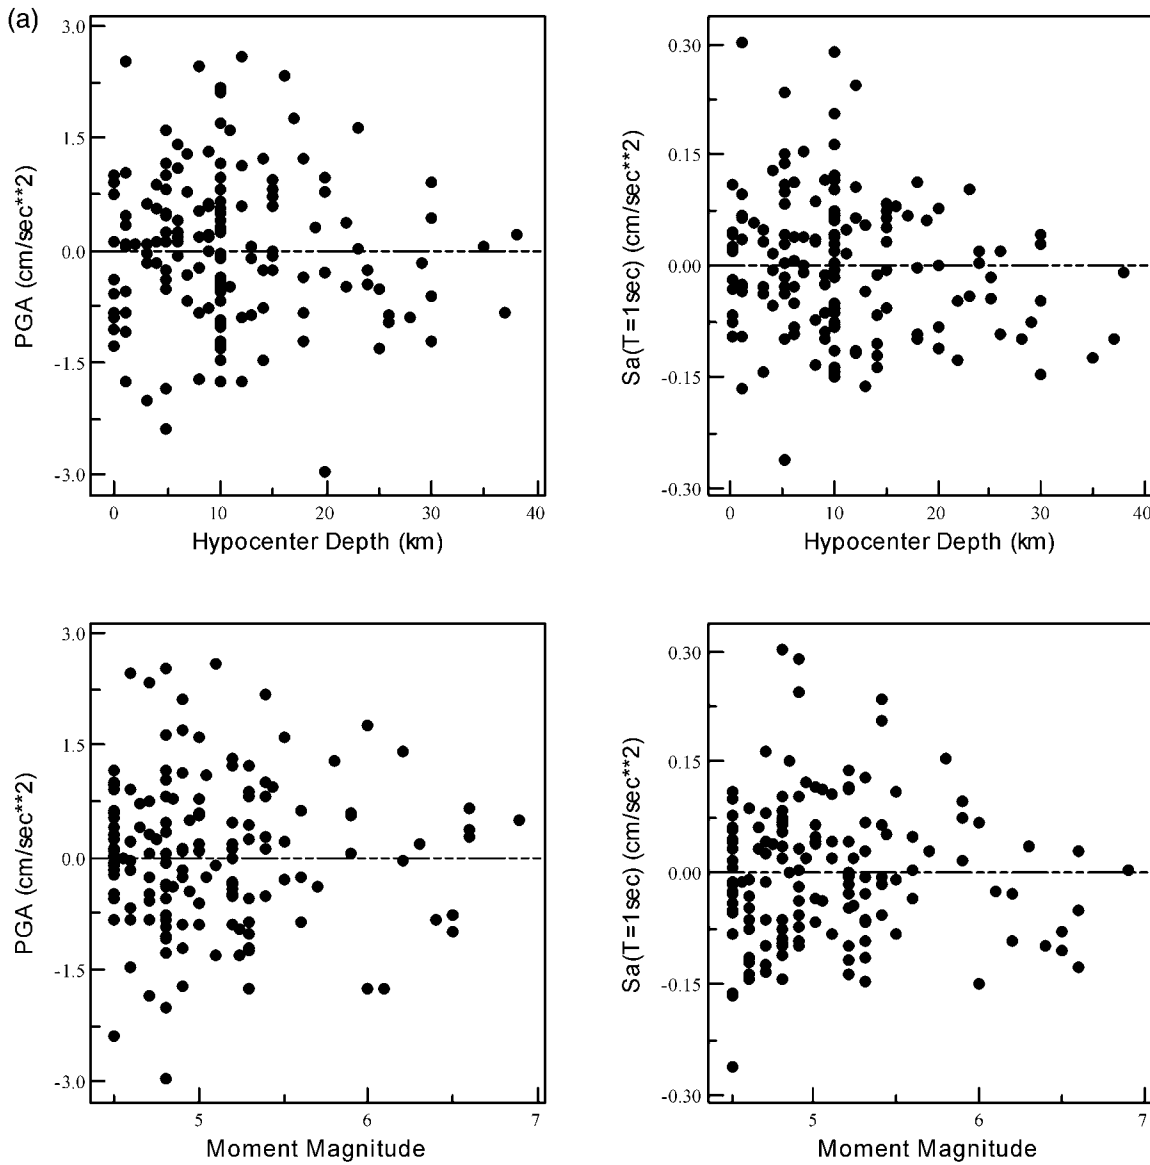 (a)
3.0
1.5
0.0
-1.5
-3.0
PGA (cm/sec**2)
0 10 20 30 40
Hypocenter Depth (km)
0.30
0.15
0.00
-0.15
-0.30
Sa(T=1sec) (cm/sec**2)
0 10 20 30 40
Hypocenter Depth (km)
3.0
1.5
0.0
-1.5
-3.0
PGA (cm/sec**2)
5 6 7
Moment Magnitude
0.30
0.15
0.00
-0.15
-0.30
Sa(T=1sec) (cm/sec**2)
5 6 7
Moment Magnitude